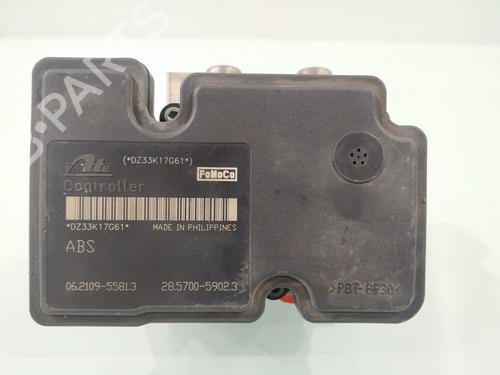 Ate
(*DZ33K17G61*)
Controller
FoMoCo
*DZ33K17G61*
MADE IN PHILIPPINES
ABS
06.2109-5581.3
28.5700-5902.3
>PBT-GF30<
B-PARTS